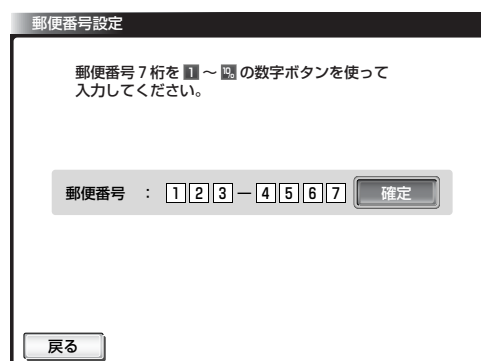 郵便番号設定
郵便番号7桁を 1 ~ 10 の数字ボタンを使って
入力してください。
郵便番号 : 1 2 3 ー 4 5 6 7 確定
戻る